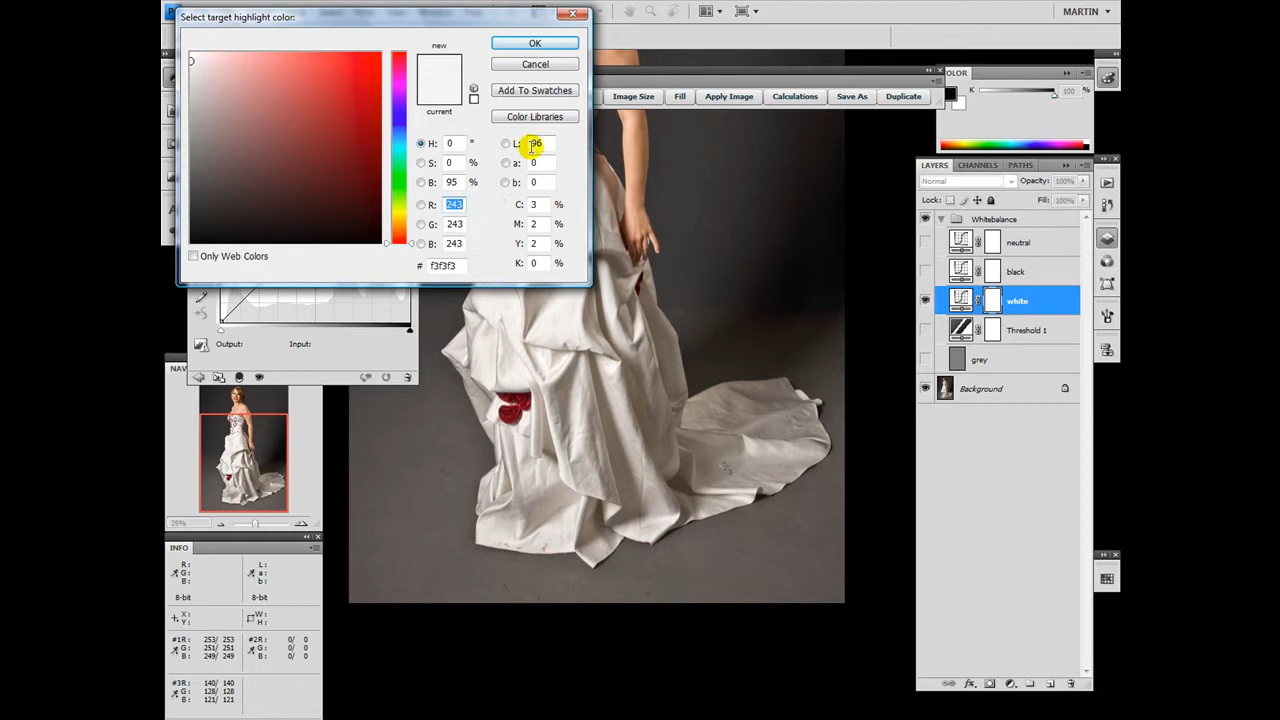 Select target highlight color:
MARTIN
new
current
OK
Cancel
Add To Swatches
Color Libraries
H: 0 °
S: 0 %
B: 95 %
R: 243
G: 243
B: 243
# f3f3f3
L: 96
a: 0
b: 0
C: 3 %
M: 2 %
Y: 2 %
K: 0 %
Only Web Colors
Image Size
Fill
Apply Image
Calculations
Save As
Duplicate
COLOR
K 100 %
LAYERS
CHANNELS
PATHS
Normal
Opacity:
Lock:
Fill:
Whitebalance
neutral
black
white
Threshold 1
grey
Background
Output:
Input:
NAV
25%
INFO
R:
G:
B:
8-bit
L:
a:
b:
8-bit
X:
Y:
W:
H:
#1R: 253/ 253
G: 251/ 251
B: 249/ 249
#2R: 0/ 0
G: 0/ 0
B: 0/ 0
#3R: 140/ 140
G: 128/ 128
B: 121/ 121